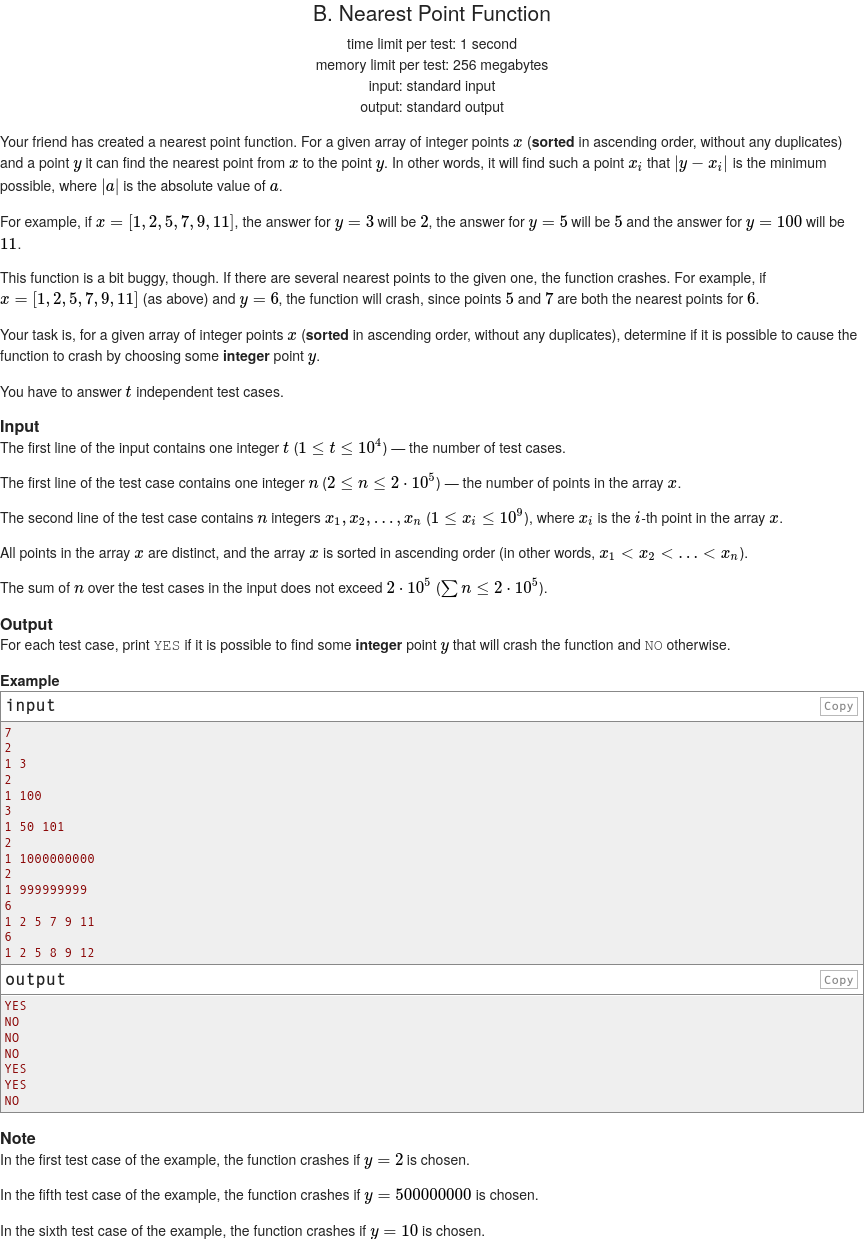 B. Nearest Point Function
time limit per test: 1 second
memory limit per test: 256 megabytes
input: standard input
output: standard output
Your friend has created a nearest point function. For a given array of integer points x (sorted in ascending order, without any duplicates)
and a point y it can find the nearest point from x to the point y. In other words, it will find such a point x_i that |y − x_i| is the minimum
possible, where |a| is the absolute value of a.
For example, if x = [1, 2, 5, 7, 9, 11], the answer for y = 3 will be 2, the answer for y = 5 will be 5 and the answer for y = 100 will be
11.
This function is a bit buggy, though. If there are several nearest points to the given one, the function crashes. For example, if
x = [1, 2, 5, 7, 9, 11] (as above) and y = 6, the function will crash, since points 5 and 7 are both the nearest points for 6.
Your task is, for a given array of integer points x (sorted in ascending order, without any duplicates), determine if it is possible to cause the
function to crash by choosing some integer point y.
You have to answer t independent test cases.
Input
The first line of the input contains one integer t (1 ≤ t ≤ 10^4) — the number of test cases.
The first line of the test case contains one integer n (2 ≤ n ≤ 2 · 10^5) — the number of points in the array x.
The second line of the test case contains n integers x_1, x_2, …, x_n (1 ≤ x_i ≤ 10^9), where x_i is the i-th point in the array x.
All points in the array x are distinct, and the array x is sorted in ascending order (in other words, x_1 < x_2 < … < x_n).
The sum of n over the test cases in the input does not exceed 2 · 10^5 (∑ n ≤ 2 · 10^5).
Output
For each test case, print YES if it is possible to find some integer point y that will crash the function and NO otherwise.
Example
input Copy
7
2
1 3
2
1 100
3
1 50 101
2
1 1000000000
2
1 999999999
6
1 2 5 7 9 11
6
1 2 5 8 9 12
output Copy
YES
NO
NO
NO
YES
YES
NO
Note
In the first test case of the example, the function crashes if y = 2 is chosen.
In the fifth test case of the example, the function crashes if y = 500000000 is chosen.
In the sixth test case of the example, the function crashes if y = 10 is chosen.